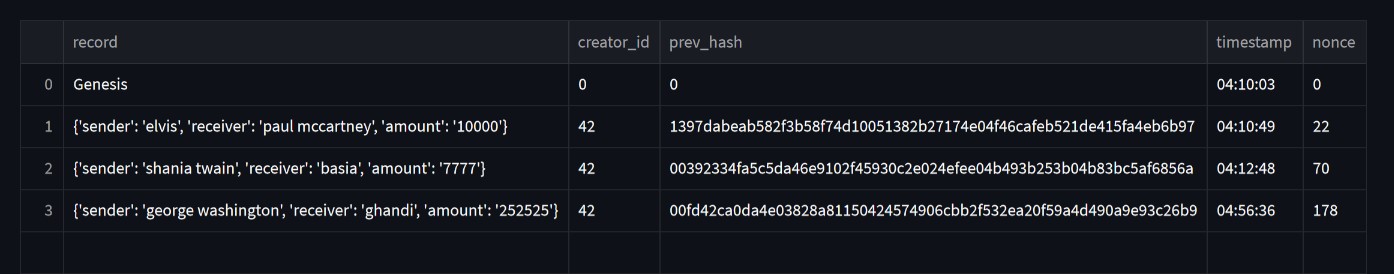 record creator_id prev_hash timestamp nonce
0 Genesis 0 0 04:10:03 0
1 {'sender': 'elvis', 'receiver': 'paul mccartney', 'amount': '10000'} 42 1397dabeab582f3b58f74d10051382b27174e04f46cafeb521de415fa4eb6b97 04:10:49 22
2 {'sender': 'shania twain', 'receiver': 'basia', 'amount': '7777'} 42 00392334fa5c5da46e9102f45930c2e024efee04b493b253b04b83bc5af6856a 04:12:48 70
3 {'sender': 'george washington', 'receiver': 'ghandi', 'amount': '252525'} 42 00fd42ca0da4e03828a81150424574906cbb2f532ea20f59a4d490a9e93c26b9 04:56:36 178